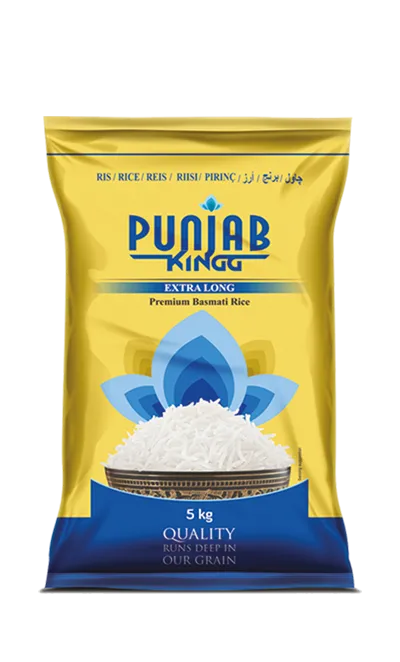 RIS / RICE / REIS / RIISI / PIRINÇ / أرز / برنج / چاول
PUNJAB
KINGG
EXTRA LONG
Premium Basmati Rice
5 kg
QUALITY
RUNS DEEP IN
OUR GRAIN